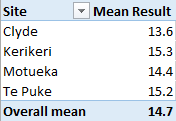 Site Mean Result
Clyde 13.6
Kerikeri 15.3
Motueka 14.4
Te Puke 15.2
Overall mean 14.7